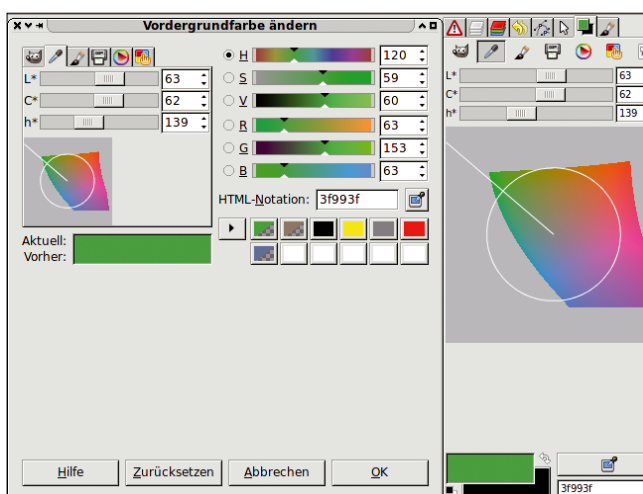 Vordergrundfarbe ändern
L* 63
C* 62
h* 139
H 120
S 59
V 60
R 63
G 153
B 63
HTML-Notation: 3f993f
Aktuell:
Vorher:
Hilfe Zurücksetzen Abbrechen OK
L* 63
C* 62
h* 139
3f993f